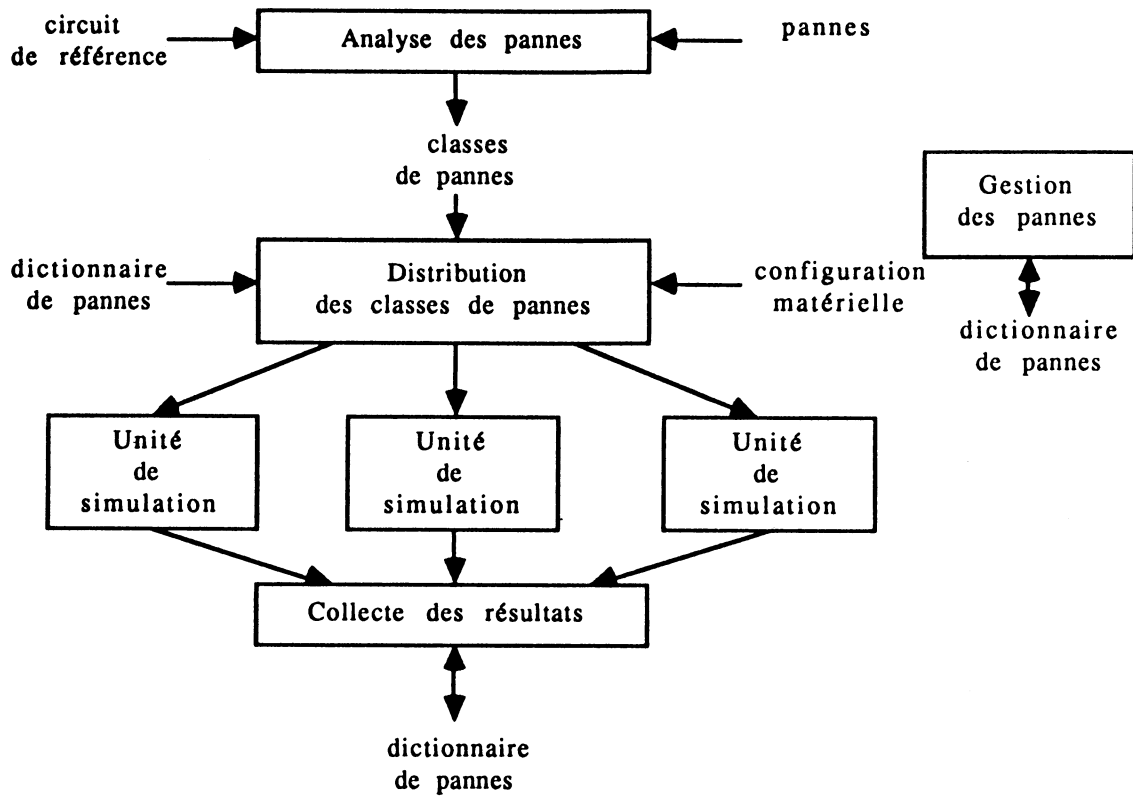 circuit
de référence
Analyse des pannes
pannes
classes
de pannes
Gestion
des pannes
dictionnaire
de pannes
Distribution
des classes de pannes
configuration
matérielle
dictionnaire
de pannes
Unité
de
simulation
Unité
de
simulation
Unité
de
simulation
Collecte des résultats
dictionnaire
de pannes